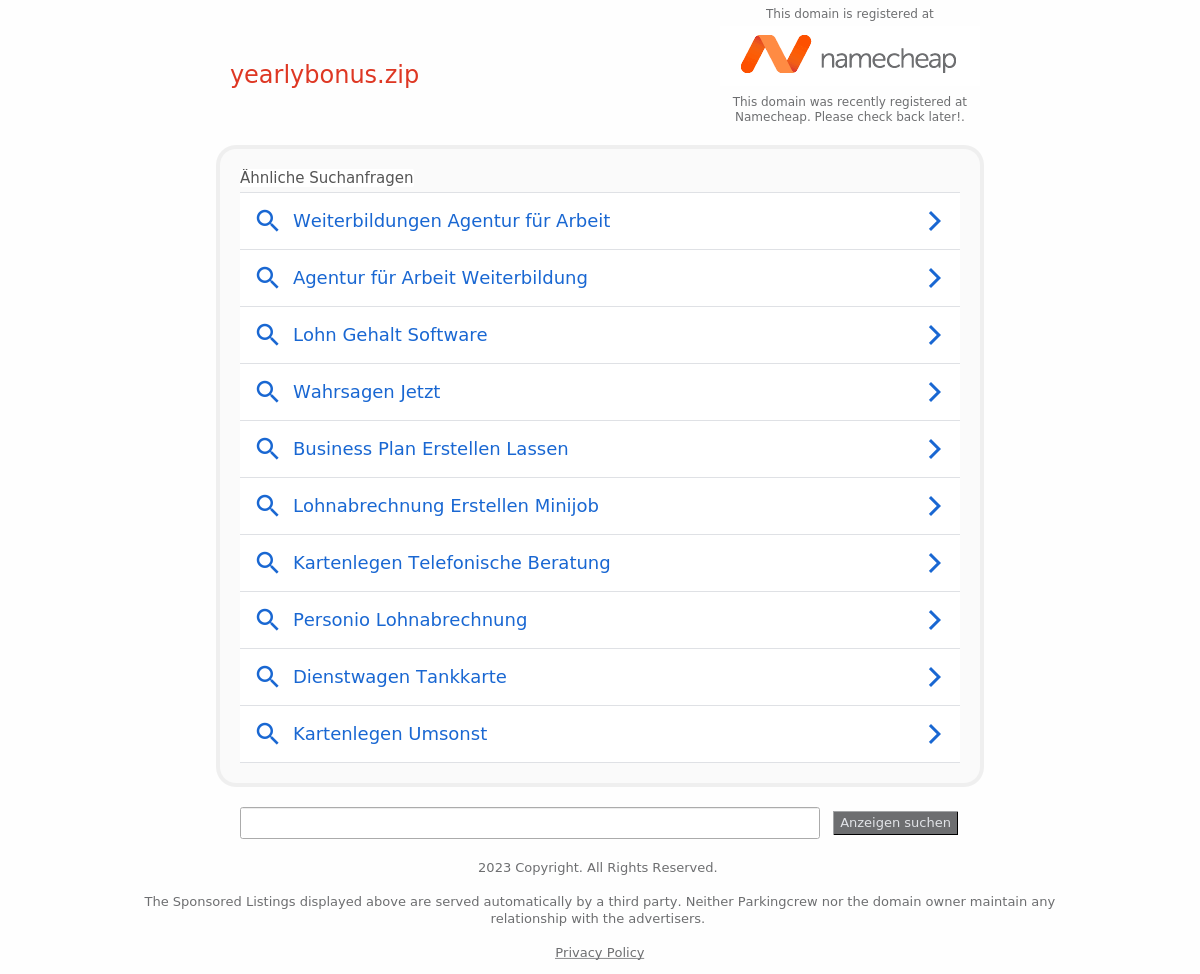 This domain is registered at
namecheap
yearlybonus.zip
This domain was recently registered at
Namecheap. Please check back later!.
Ähnliche Suchanfragen
Weiterbildungen Agentur für Arbeit
Agentur für Arbeit Weiterbildung
Lohn Gehalt Software
Wahrsagen Jetzt
Business Plan Erstellen Lassen
Lohnabrechnung Erstellen Minijob
Kartenlegen Telefonische Beratung
Personio Lohnabrechnung
Dienstwagen Tankkarte
Kartenlegen Umsonst
Anzeigen suchen
2023 Copyright. All Rights Reserved.
The Sponsored Listings displayed above are served automatically by a third party. Neither Parkingcrew nor the domain owner maintain any
relationship with the advertisers.
Privacy Policy